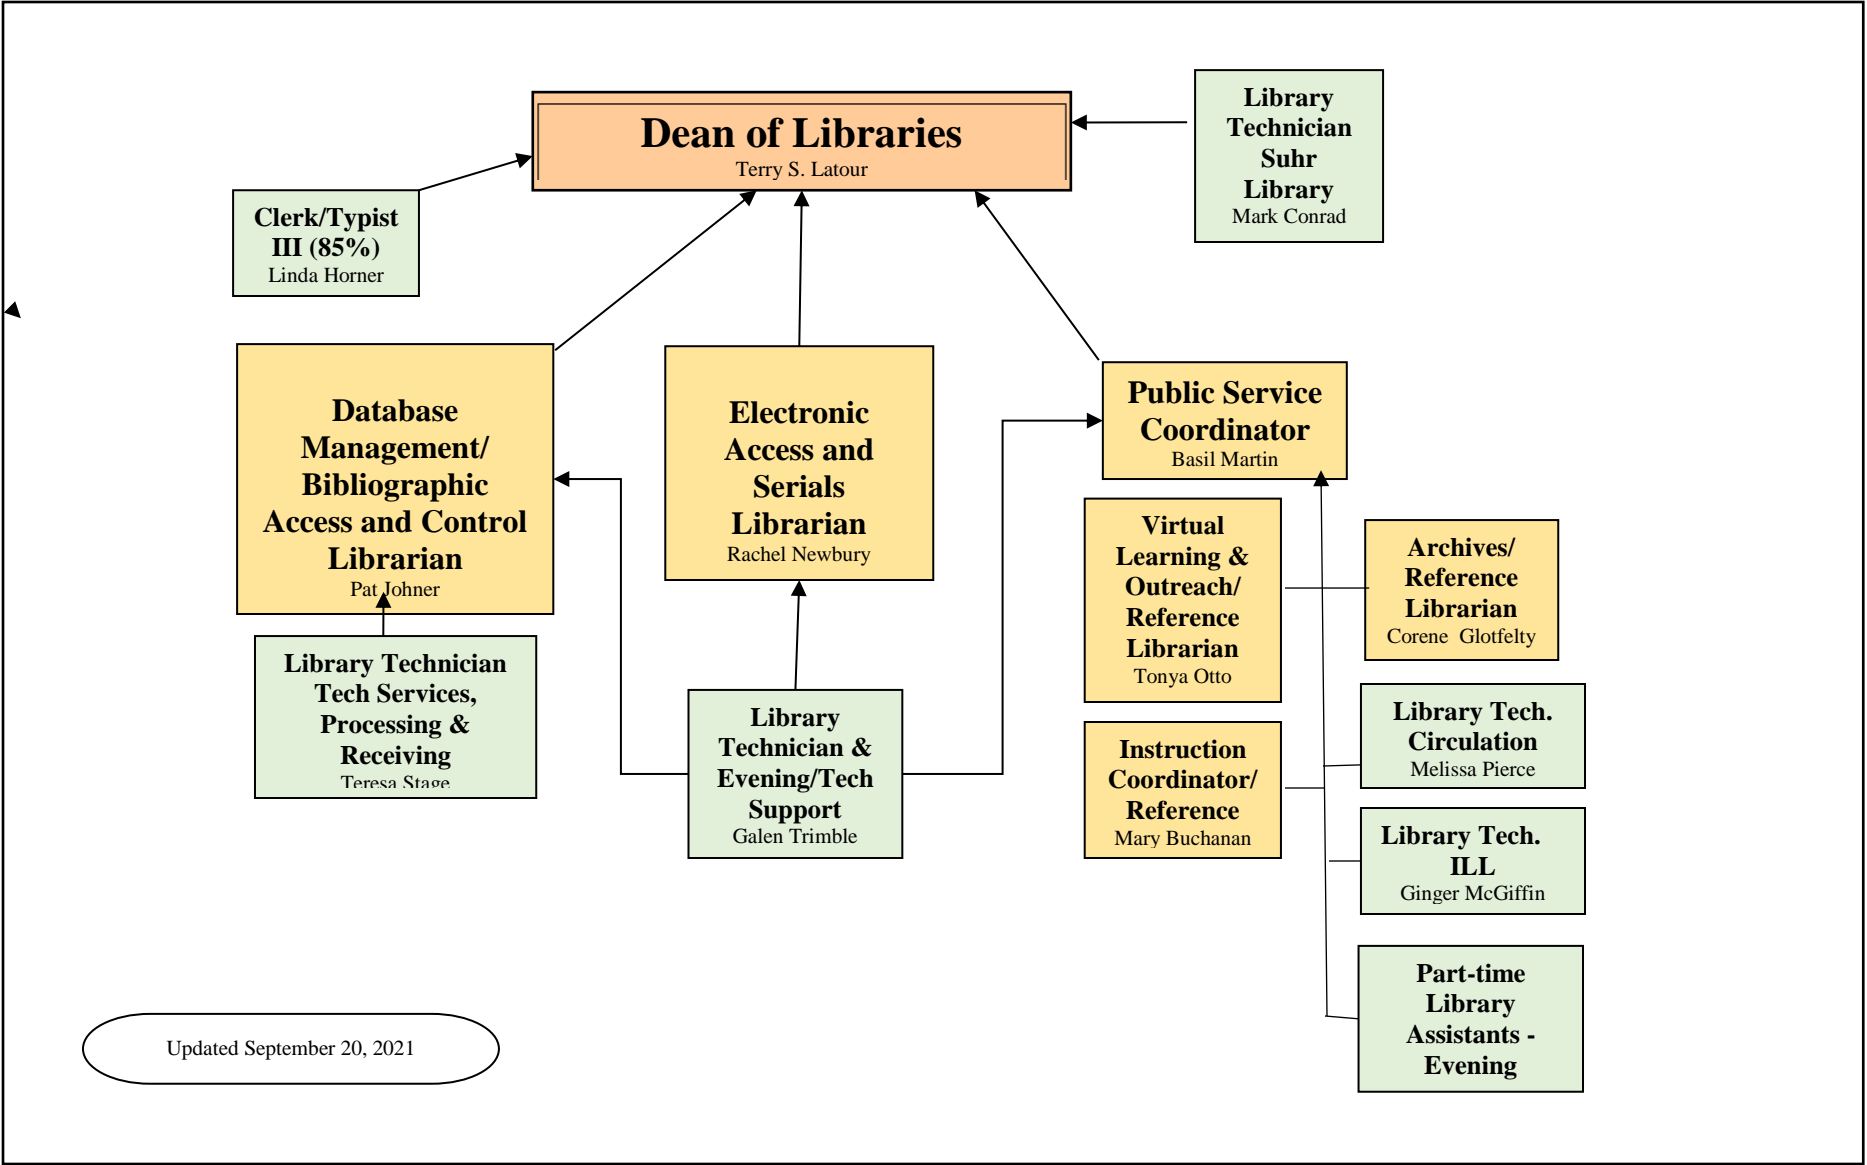 Dean of Libraries
Terry S. Latour
Library
Technician
Suhr
Library
Mark Conrad
Clerk/Typist
III (85%)
Linda Horner
Database
Management/
Bibliographic
Access and Control
Librarian
Pat Johner
Electronic
Access and
Serials
Librarian
Rachel Newbury
Public Service
Coordinator
Basil Martin
Virtual
Learning &
Outreach/
Reference
Librarian
Tonya Otto
Archives/
Reference
Librarian
Corene  Glotfelty
Library Technician
Tech Services,
Processing &
Receiving
Teresa Stage
Library
Technician &
Evening/Tech
Support
Galen Trimble
Instruction
Coordinator/
Reference
Mary Buchanan
Library Tech.
Circulation
Melissa Pierce
Library Tech.
ILL
Ginger McGiffin
Part-time
Library
Assistants -
Evening
Updated September 20, 2021